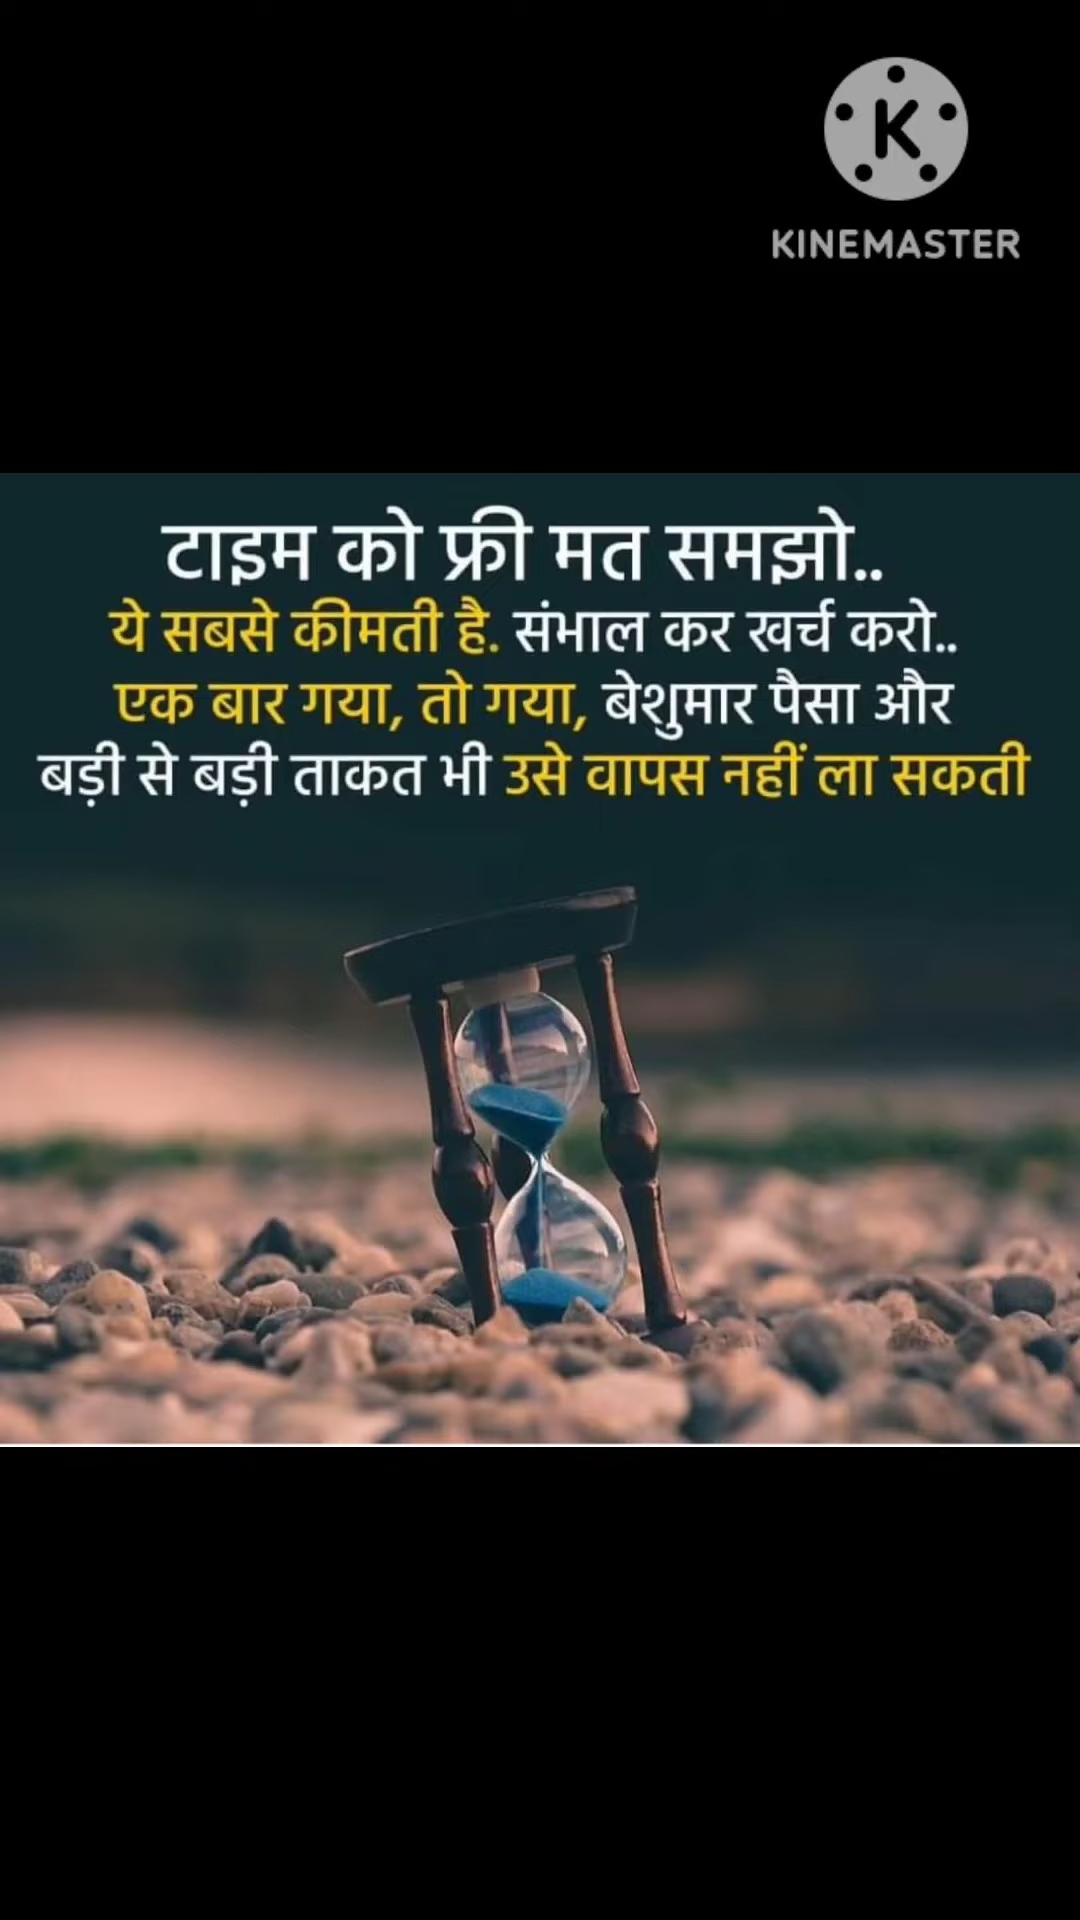 K
KINEMASTER
टाइम को फ्री मत समझो..
ये सबसे कीमती है. संभाल कर खर्च करो..
एक बार गया, तो गया, बेशुमार पैसा और
बड़ी से बड़ी ताकत भी उसे वापस नहीं ला सकती